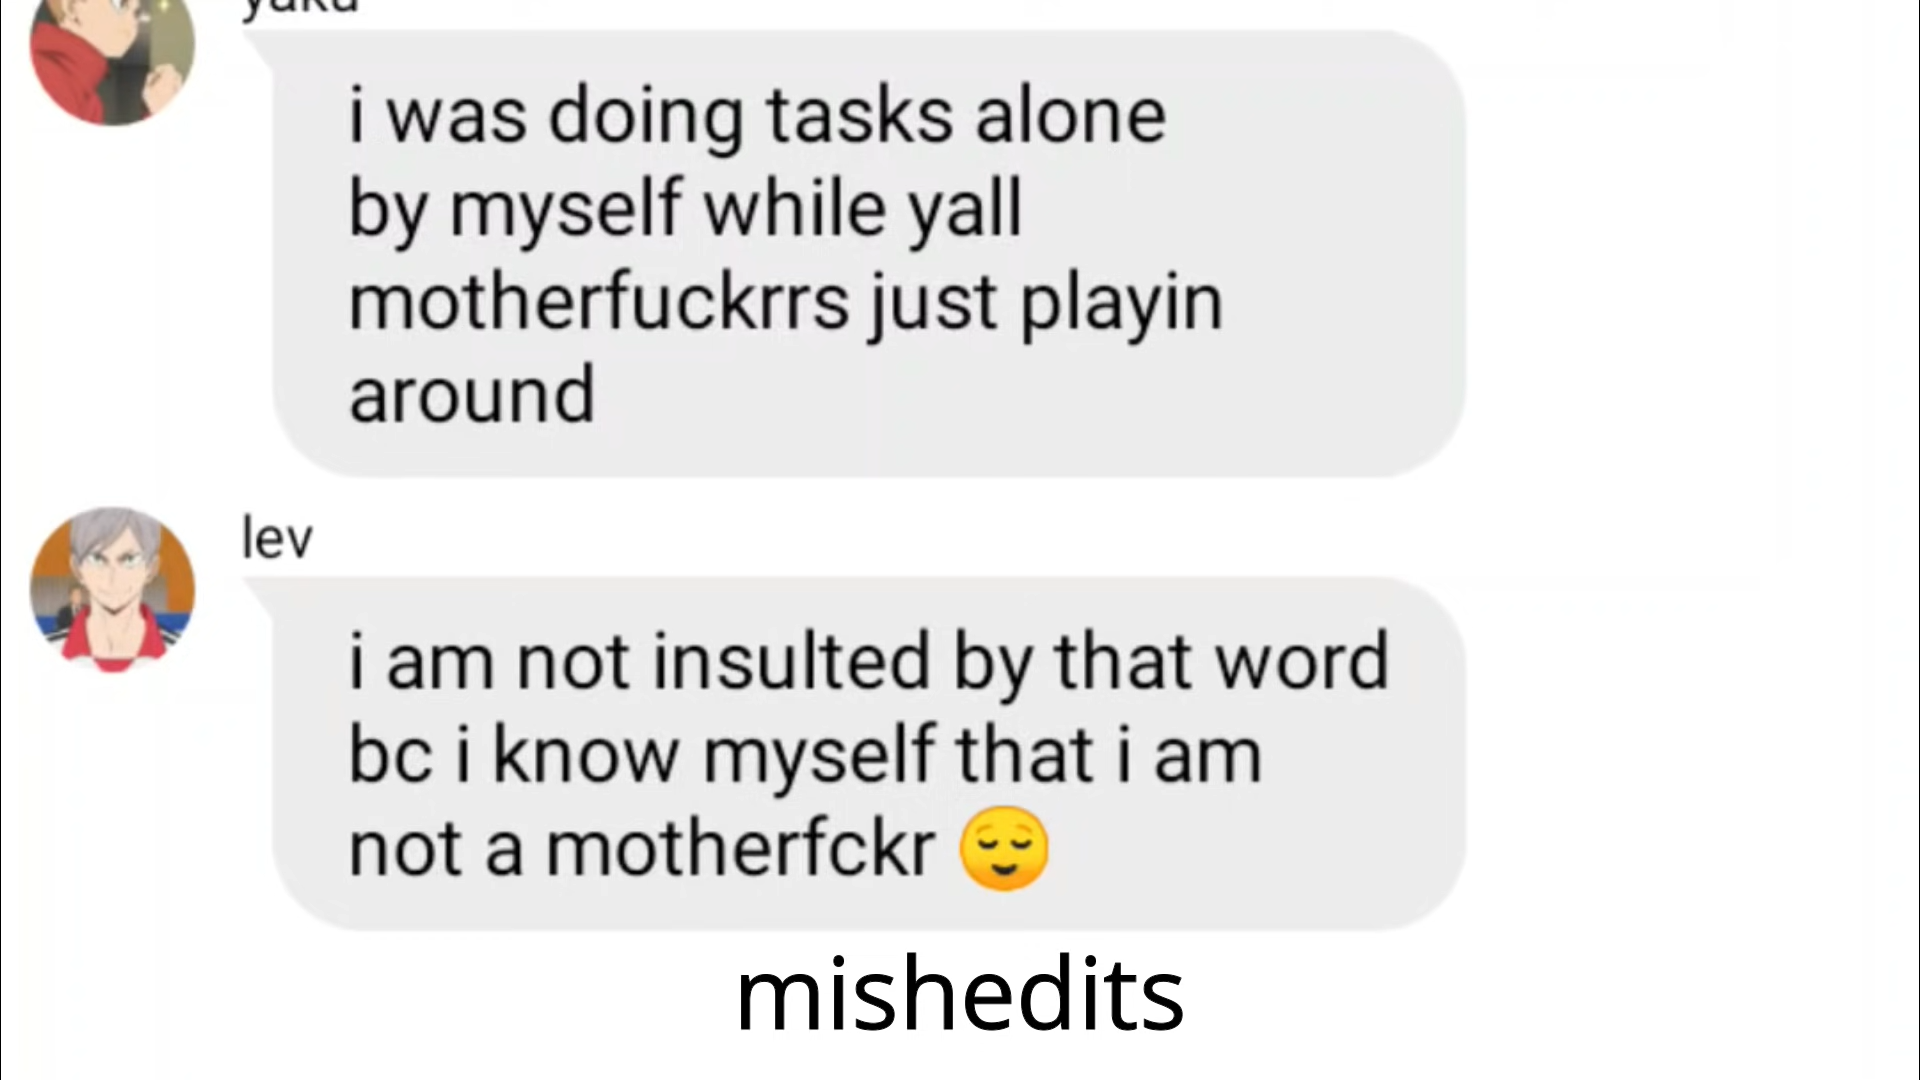 yaku
i was doing tasks alone
by myself while yall
motherfuckrrs just playin
around
lev
i am not insulted by that word
bc i know myself that i am
not a motherfckr 😌
mishedits